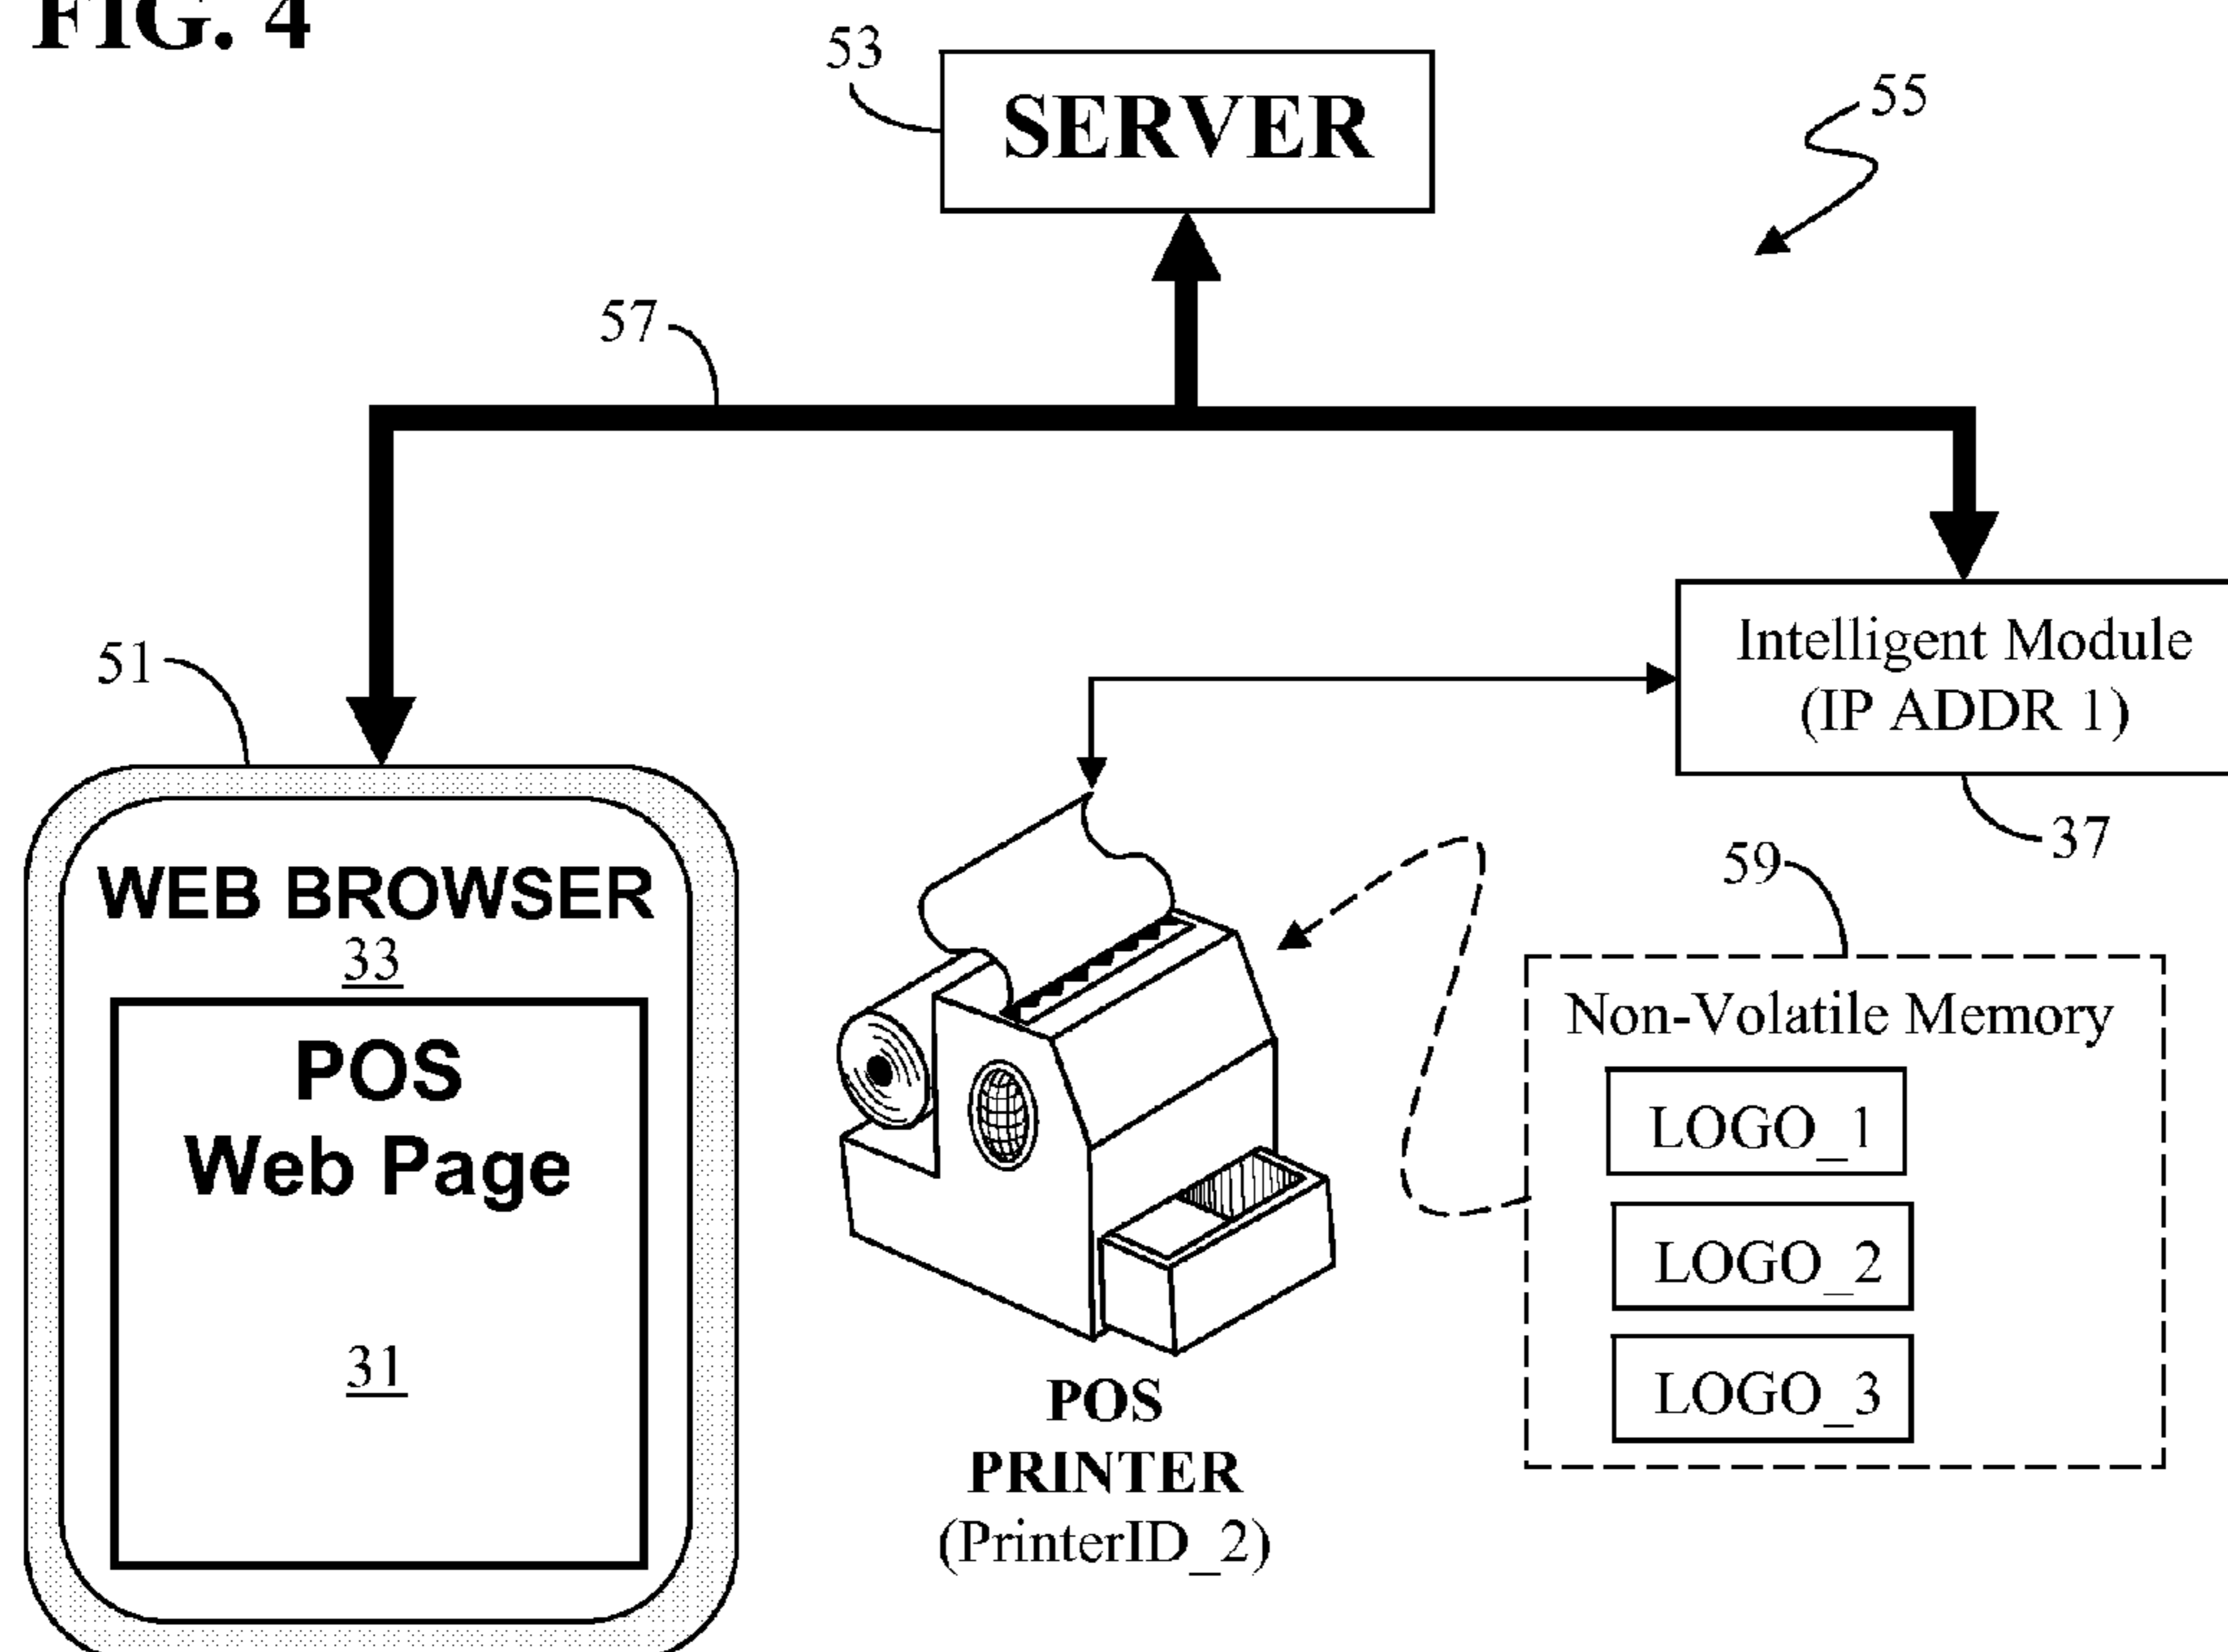 FIG. 4
53
SERVER
55
57
51
Intelligent Module
(IP ADDR 1)
37
59
WEB BROWSER
33
POS
Web Page
31
Non-Volatile Memory
LOGO_1
LOGO_2
LOGO_3
POS
PRINTER
(PrinterID_2)